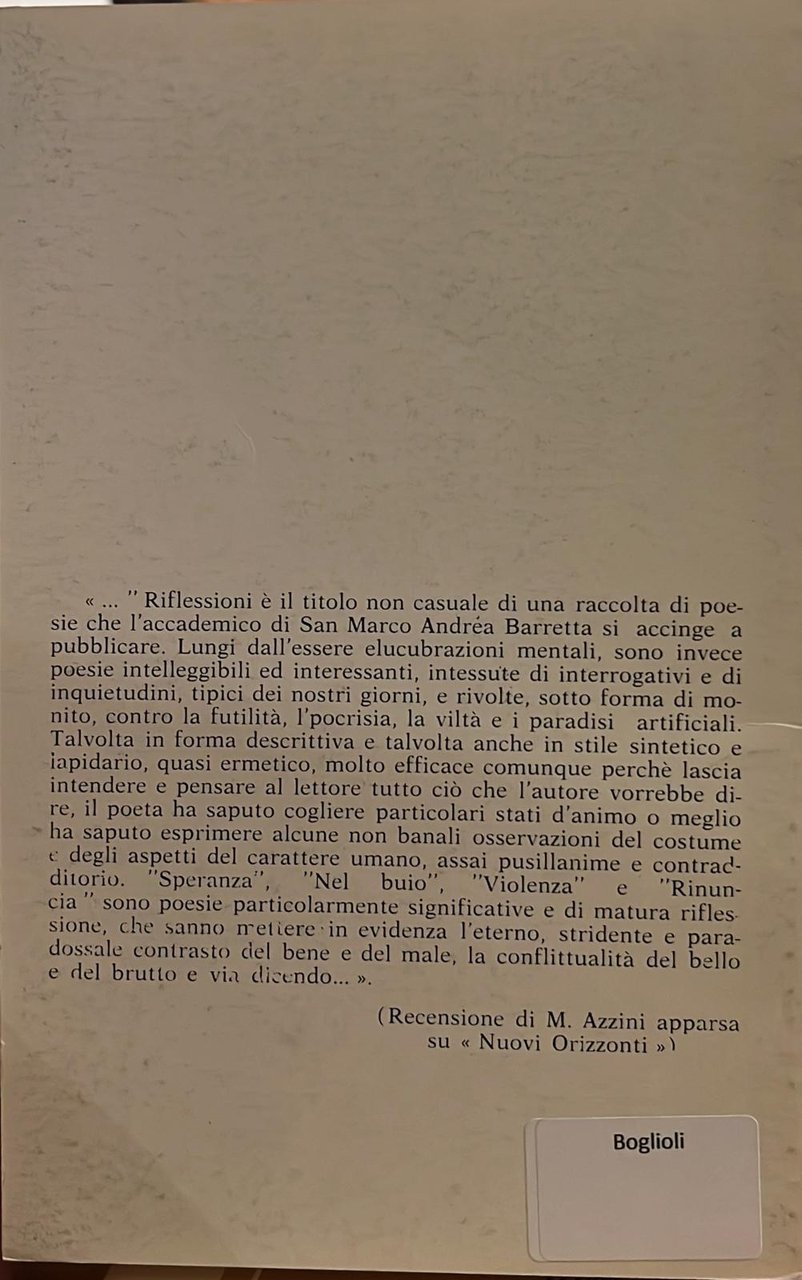 « ... " Riflessioni è il titolo non casuale di una raccolta di poe-
sie che l'accademico di San Marco Andréa Barretta si accinge a
pubblicare. Lungi dall'essere elucubrazioni mentali, sono invece
poesie intelleggibili ed interessanti, intessute di interrogativi e di
inquietudini, tipici dei nostri giorni, e rivolte, sotto forma di mo-
nito, contro la futilità, l'pocrisia, la viltà e i paradisi artificiali.
Talvolta in forma descrittiva e talvolta anche in stile sintetico e
lapidario, quasi ermetico, molto efficace comunque perchè lascia
intendere e pensare al lettore tutto ciò che l'autore vorrebbe di-
re, il poeta ha saputo cogliere particolari stati d'animo o meglio
ha saputo esprimere alcune non banali osservazioni del costume
e degli aspetti del carattere umano, assai pusillanime e contrad-
ditorio. "Speranza", "Nel buio", "Violenza" e "Rinun-
cia " sono poesie particolarmente significative e di matura rifles-
sione, che sanno mettere in evidenza l'eterno, stridente e para-
dossale contrasto del bene e del male, la conflittualità del bello
e del brutto e via dicendo... ».
(Recensione di M. Azzini apparsa
su « Nuovi Orizzonti »)
Boglioli